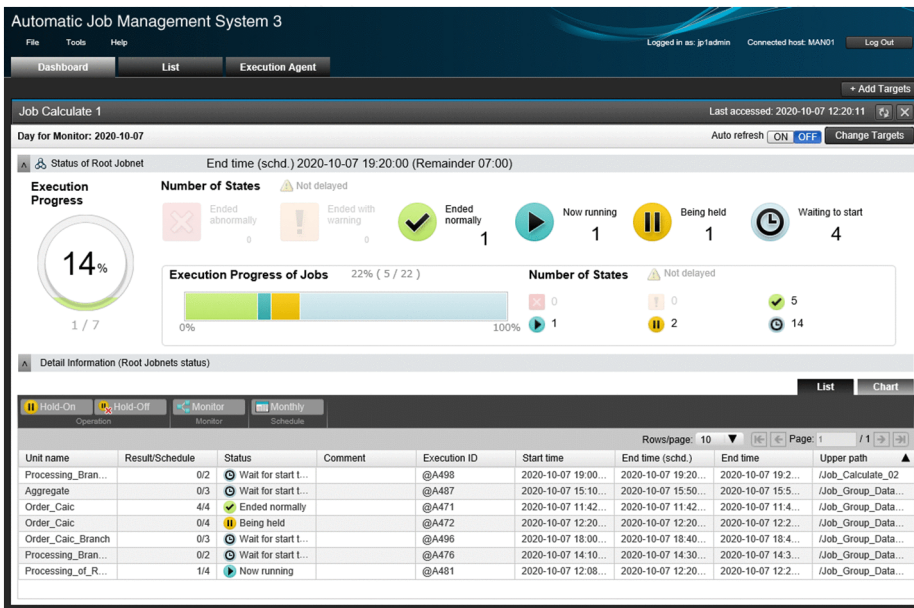 Automatic Job Management System 3
File Tools Help
Logged in as: jp1admin Connected host: MAN01 Log Out
Dashboard List Execution Agent
+ Add Targets
Job Calculate 1
Last accessed: 2020-10-07 12:20:11
Day for Monitor: 2020-10-07
Auto refresh ON OFF Change Targets
Status of Root Jobnet End time (schd.) 2020-10-07 19:20:00 (Remainder 07:00)
Execution Progress
14%
1 / 7
Number of States Not delayed
Ended abnormally 0
Ended with warning 0
Ended normally 1
Now running 1
Being held 1
Waiting to start 4
Execution Progress of Jobs 22% ( 5 / 22 )
0% 100%
Number of States Not delayed
0 0 5
1 2 14
Detail Information (Root Jobnets status)
List Chart
Hold-On Hold-Off Monitor Monthly
Operation Monitor Schedule
Rows/page: 10 Page: 1 / 1
Unit name Result/Schedule Status Comment Execution ID Start time End time (schd.) End time Upper path
Processing_Bran... 0/2 Wait for start t... @A498 2020-10-07 19:00... 2020-10-07 19:20... 2020-10-07 19:2... /Job_Calculate_02
Aggregate 0/3 Wait for start t... @A487 2020-10-07 15:10... 2020-10-07 15:50... 2020-10-07 15:5... /Job_Group_Data...
Order_Caic 4/4 Ended normally @A471 2020-10-07 11:42... 2020-10-07 11:42... 2020-10-07 11:4... /Job_Group_Data...
Order_Caic 0/4 Being held @A472 2020-10-07 12:20... 2020-10-07 12:20... 2020-10-07 12:2... /Job_Group_Data...
Order_Caic_Branch 0/3 Wait for start t... @A496 2020-10-07 18:00... 2020-10-07 18:40... 2020-10-07 18:4... /Job_Group_Data...
Processing_Bran... 0/2 Wait for start t... @A476 2020-10-07 14:10... 2020-10-07 14:30... 2020-10-07 14:3... /Job_Group_Data...
Processing_of_R... 1/4 Now running @A481 2020-10-07 12:08... 2020-10-07 12:20... 2020-10-07 12:2... /Job_Group_Data...